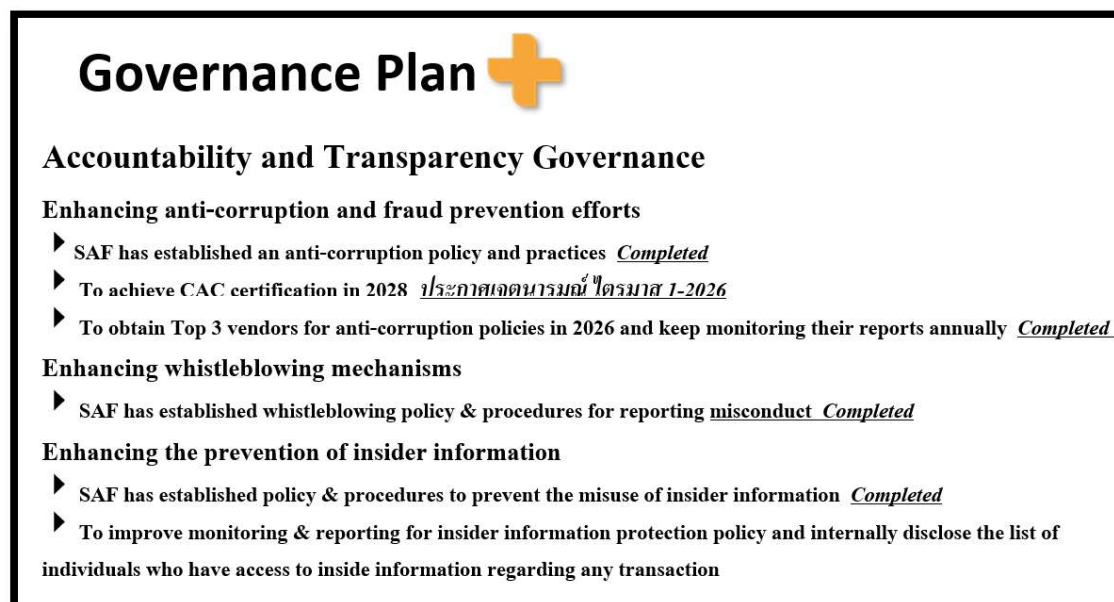 Governance Plan
Accountability and Transparency Governance
Enhancing anti-corruption and fraud prevention efforts
SAF has established an anti-corruption policy and practices Completed
To achieve CAC certification in 2028 ประกาศเจตนารมณ์ ไตรมาส 1-2026
To obtain Top 3 vendors for anti-corruption policies in 2026 and keep monitoring their reports annually Completed
Enhancing whistleblowing mechanisms
SAF has established whistleblowing policy & procedures for reporting misconduct Completed
Enhancing the prevention of insider information
SAF has established policy & procedures to prevent the misuse of insider information Completed
To improve monitoring & reporting for insider information protection policy and internally disclose the list of
individuals who have access to inside information regarding any transaction